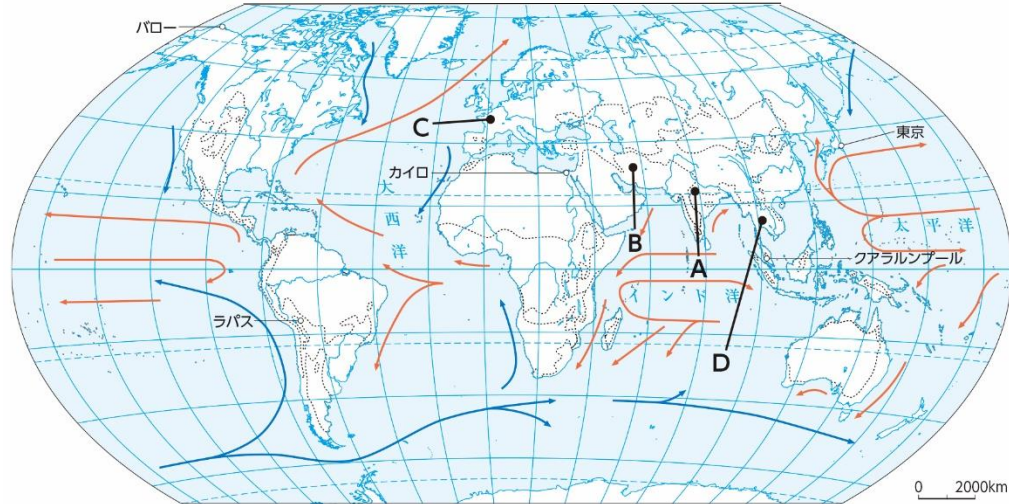 バロー
東京
C
カイロ
大西洋
太平洋
B
A
クアラルンプール
インド洋
ラパス
D
0 2000km